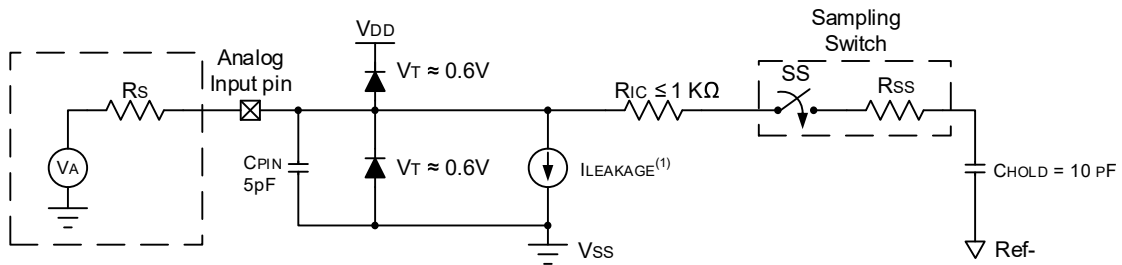 Sampling
Switch
VDD
Analog
Input pin
VT ≈ 0.6V
RS
RIC ≤ 1 KΩ
SS
RSS
VA
CPIN
5pF
VT ≈ 0.6V
ILEAKAGE(1)
CHOLD = 10 PF
VSS
Ref-